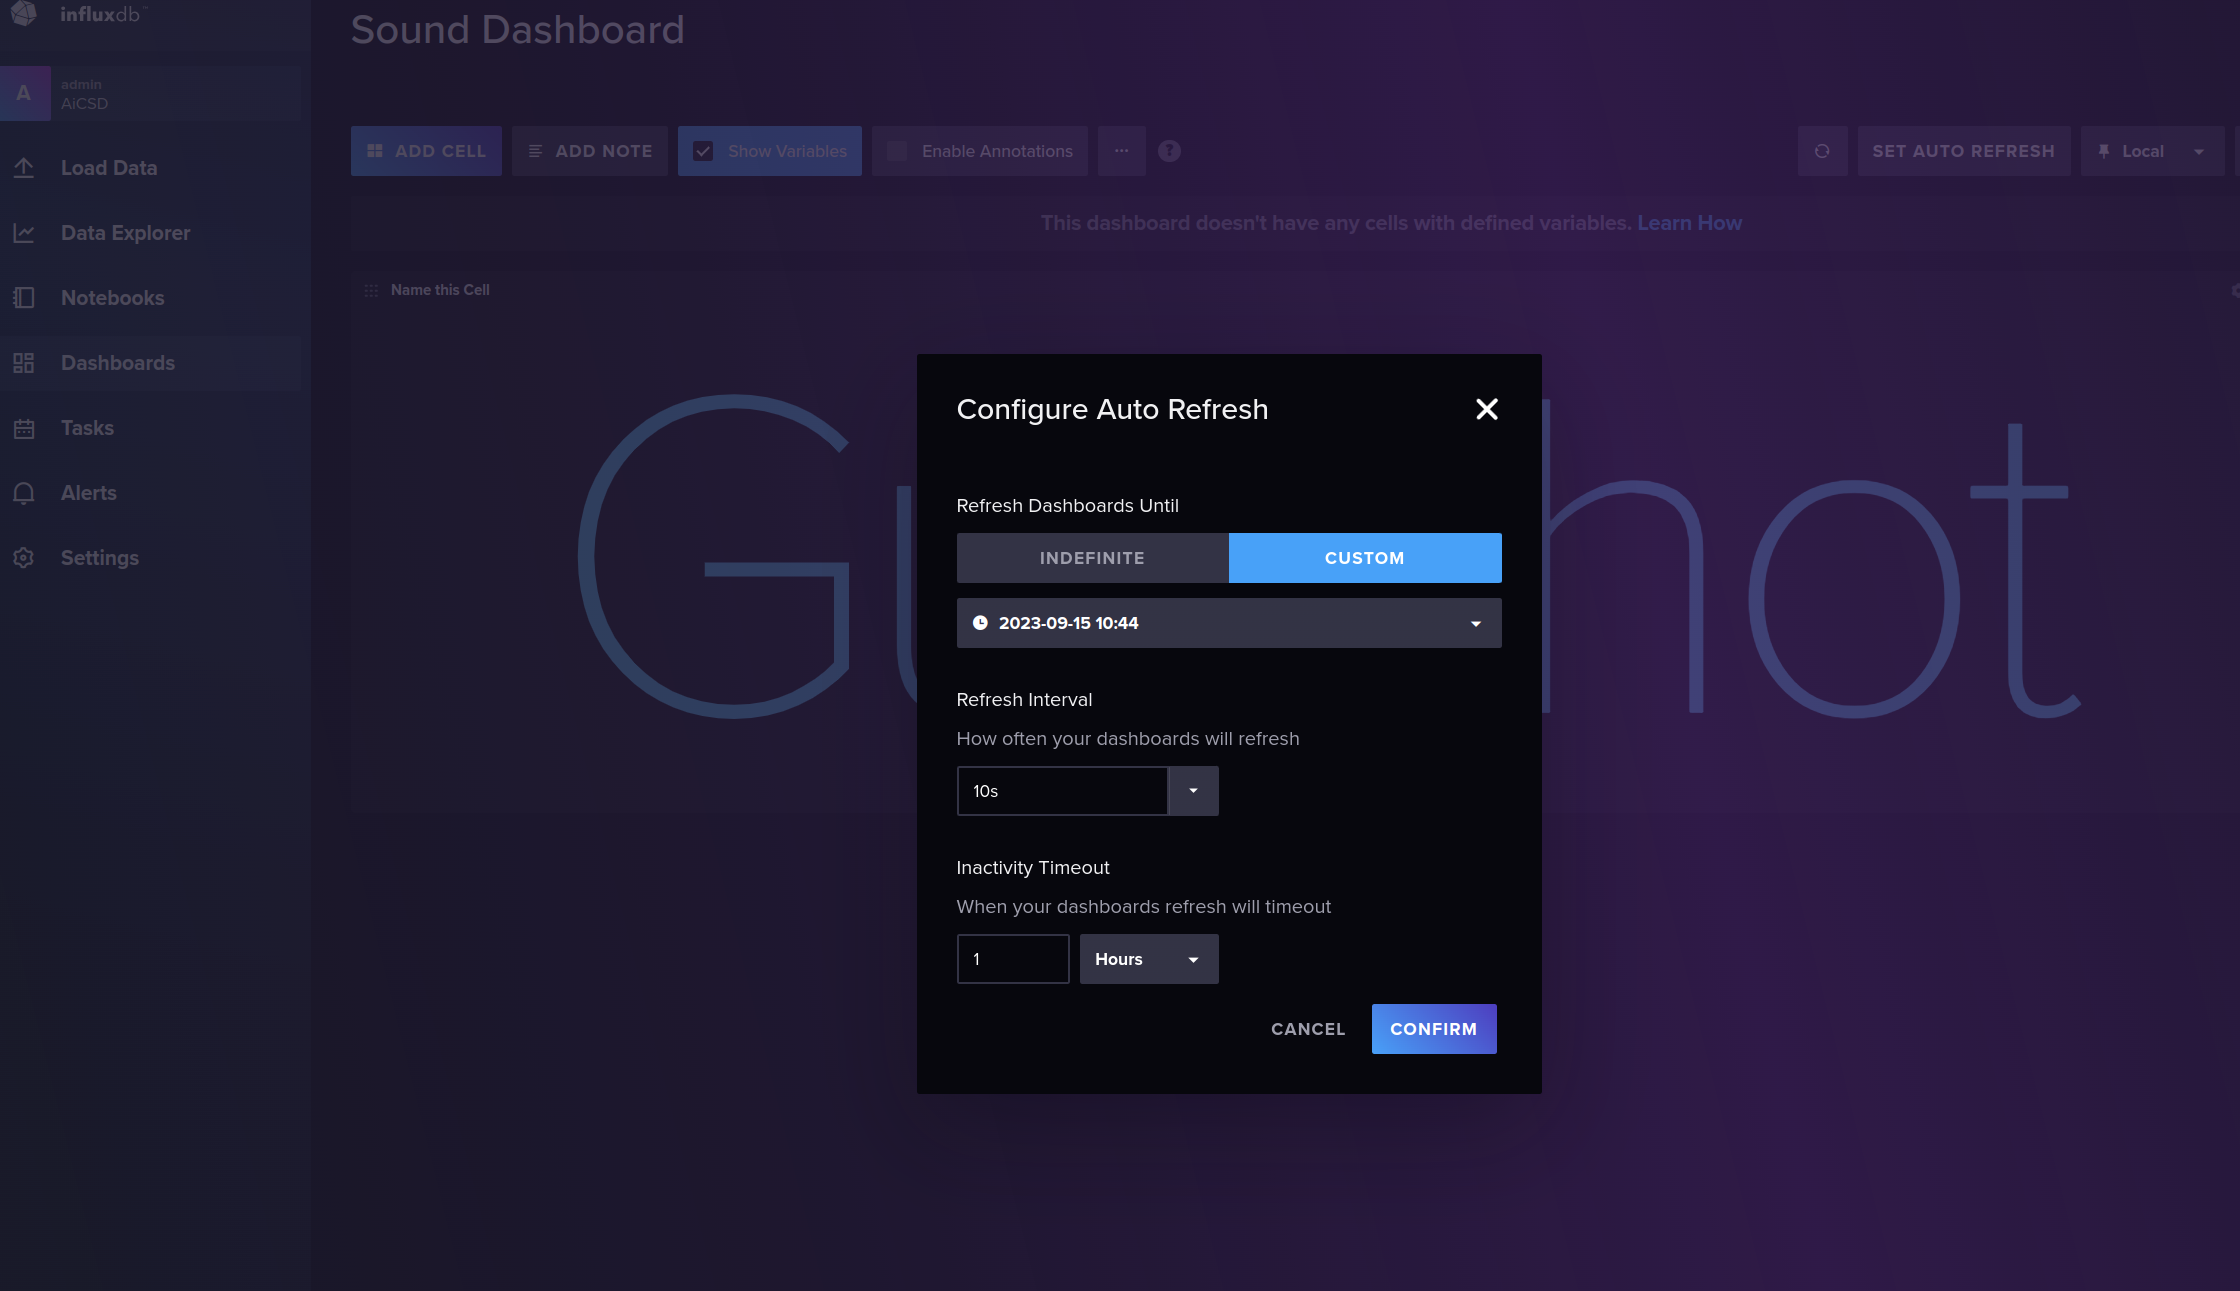 influxdb™
Sound Dashboard
A
admin
AiCSD
Load Data
Data Explorer
Notebooks
Dashboards
Tasks
Alerts
Settings
ADD CELL
ADD NOTE
Show Variables
Enable Annotations
...
?
SET AUTO REFRESH
Local
This dashboard doesn't have any cells with defined variables. Learn How
Name this Cell
Configure Auto Refresh
Refresh Dashboards Until
INDEFINITE
CUSTOM
2023-09-15 10:44
Refresh Interval
How often your dashboards will refresh
10s
Inactivity Timeout
When your dashboards refresh will timeout
1
Hours
CANCEL
CONFIRM